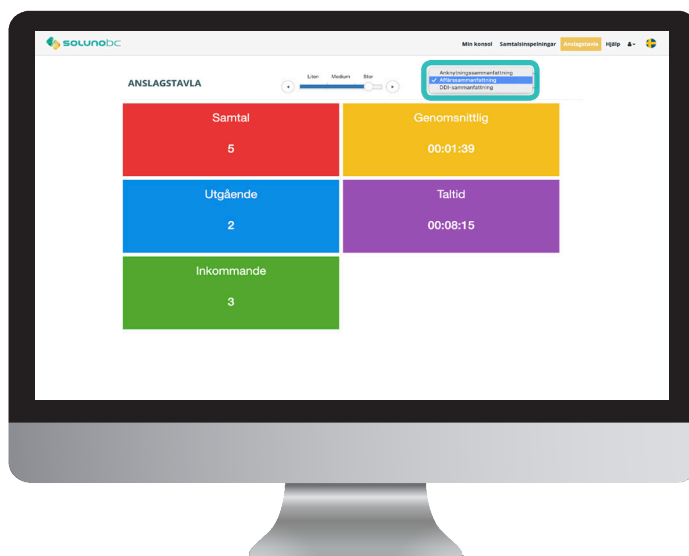 solunobc
Min konsol Samtalsinspelningar Anslagstavla Hjälp
ANSLAGSTAVLA
Liten Medium Stor
Anknytningssammanfattning
✓ Affärssammanfattning
DDI-sammanfattning
Samtal
5
Genomsnittlig
00:01:39
Utgående
2
Taltid
00:08:15
Inkommande
3